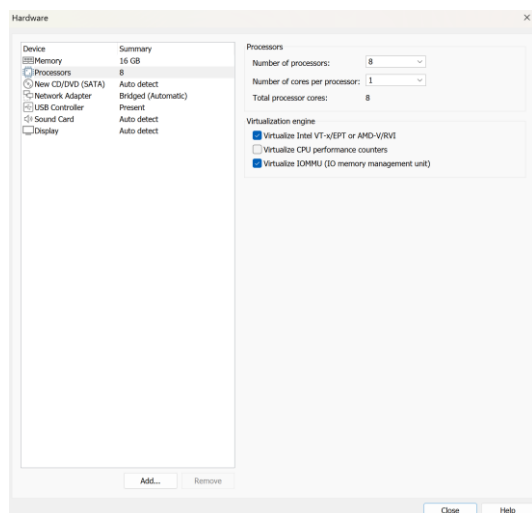 Hardware
Device Summary
Memory 16 GB
Processors 8
New CD/DVD (SATA) Auto detect
Network Adapter Bridged (Automatic)
USB Controller Present
Sound Card Auto detect
Display Auto detect
Add...
Remove
Processors
Number of processors: 8
Number of cores per processor: 1
Total processor cores: 8
Virtualization engine
Virtualize Intel VT-x/EPT or AMD-V/RVI
Virtualize CPU performance counters
Virtualize IOMMU (IO memory management unit)
Close
Help